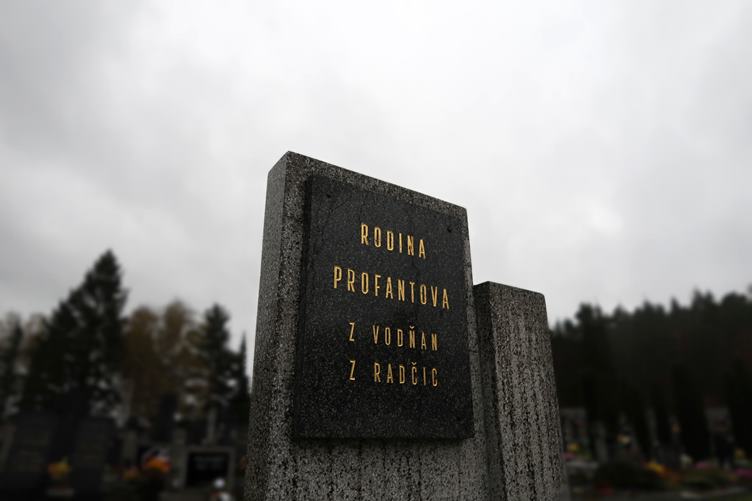 RODINA
PROFANTOVA
Z VODŇAN
Z RADČIC